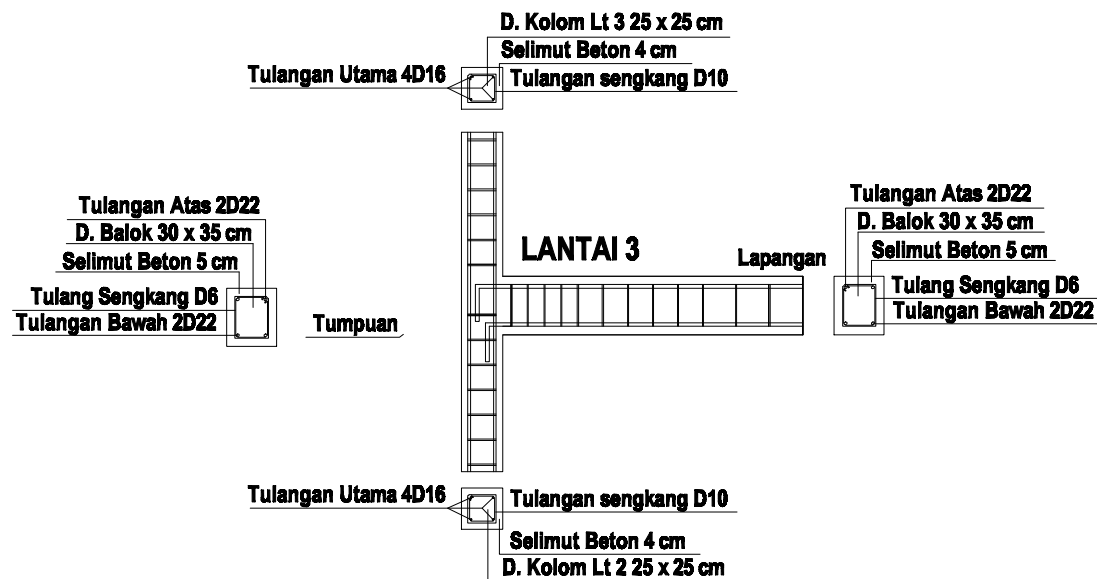 D. Kolom Lt 3 25 x 25 cm
Selimut Beton 4 cm
Tulangan Utama 4D16
Tulangan sengkang D10
Tulangan Atas 2D22
D. Balok 30 x 35 cm
Selimut Beton 5 cm
Tulang Sengkang D6
Tulangan Bawah 2D22
Tumpuan
LANTAI 3
Lapangan
Tulangan Atas 2D22
D. Balok 30 x 35 cm
Selimut Beton 5 cm
Tulang Sengkang D6
Tulangan Bawah 2D22
Tulangan Utama 4D16
Tulangan sengkang D10
Selimut Beton 4 cm
D. Kolom Lt 2 25 x 25 cm